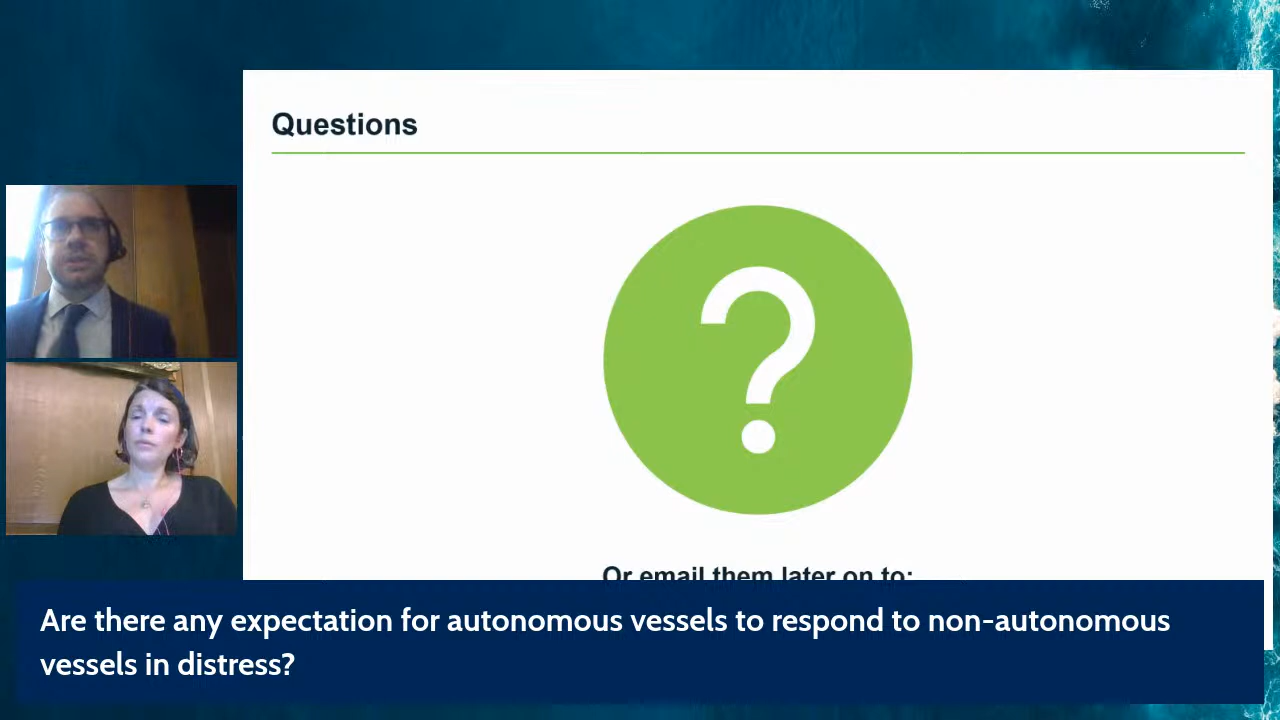 Questions
?
Or email them later on to:
Are there any expectation for autonomous vessels to respond to non-autonomous
vessels in distress?